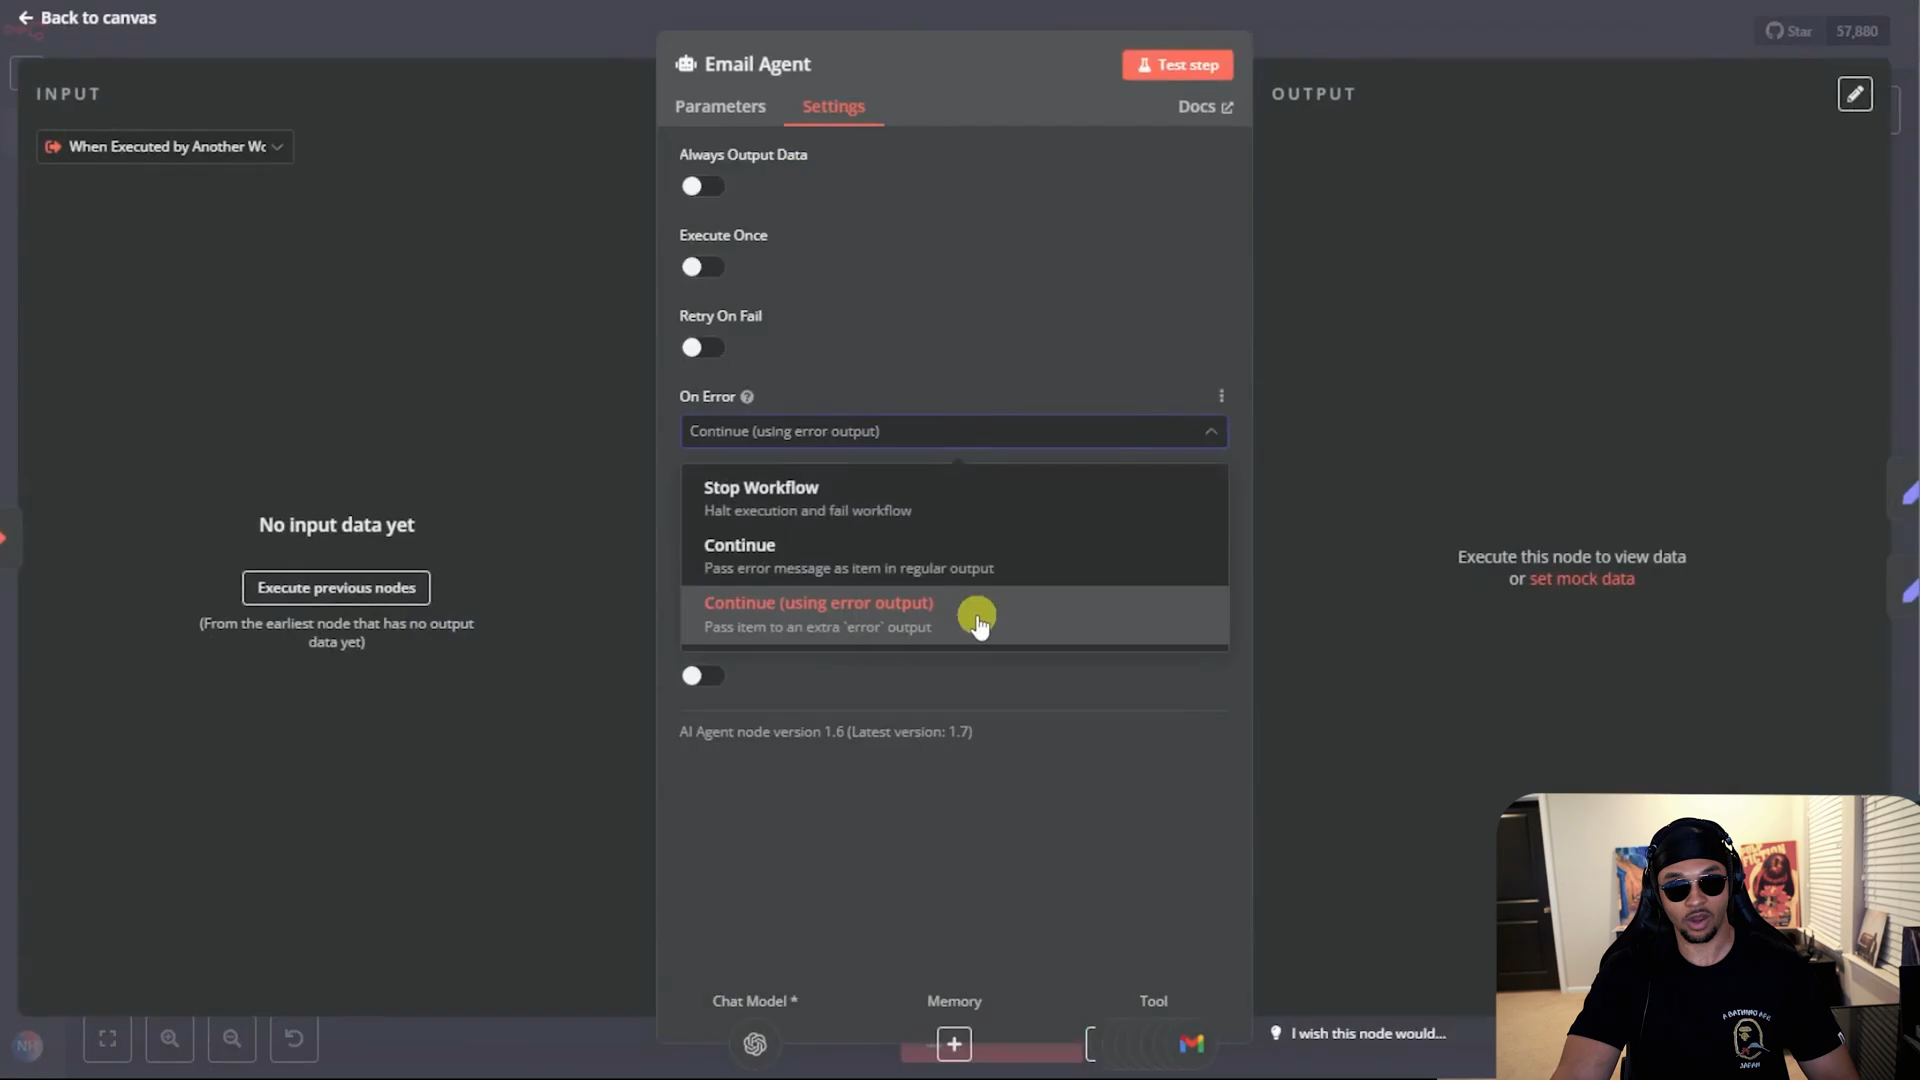 Back to canvas
Star 57,880
INPUT
When Executed by Another Wc
No input data yet
Execute previous nodes
(From the earliest node that has no output
data yet)
Email Agent
Test step
Parameters
Settings
Docs
Always Output Data
Execute Once
Retry On Fail
On Error
Continue (using error output)
Stop Workflow
Halt execution and fail workflow
Continue
Pass error message as item in regular output
Continue (using error output)
Pass item to an extra `error` output
AI Agent node version 1.6 (Latest version: 1.7)
Chat Model *
Memory
Tool
OUTPUT
Execute this node to view data
or set mock data
I wish this node would...
A BATHING APE
JAPAN